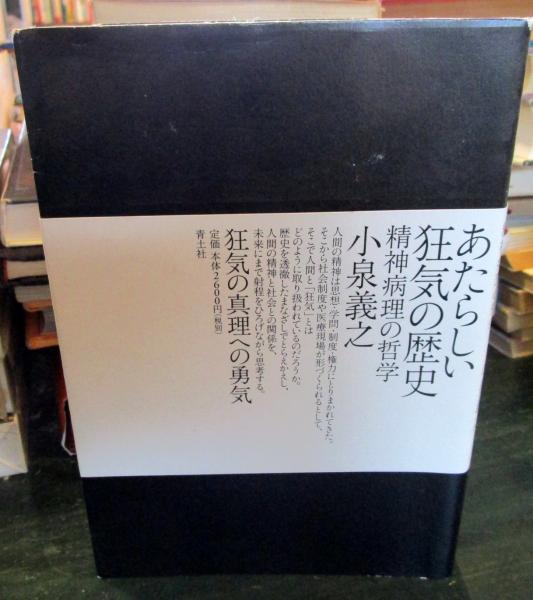 あたらしい
狂気の歴史
精神病理の哲学
小泉義之
人間の精神は思想・学問・制度・権力にとりまかれてきた。
そこから社会制度や医療現場が形づくられるとして、
そこで人間と「狂気」とは
どのように取り扱われているのだろうか。
歴史を透徹したまなざしでとらえかえし、
人間の精神と社会との関係を、
未来にまで射程をひろげながら思考する。
狂気の真理への勇気
定価 本体2600円(税別)
青土社